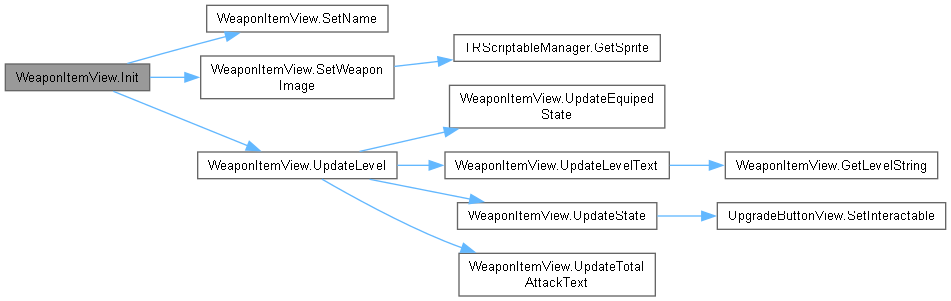 WeaponItemView.Init
WeaponItemView.SetName
WeaponItemView.SetWeapon
Image
TRScriptableManager.GetSprite
WeaponItemView.UpdateLevel
WeaponItemView.UpdateEquiped
State
WeaponItemView.UpdateLevelText
WeaponItemView.GetLevelString
WeaponItemView.UpdateState
UpgradeButtonView.SetInteractable
WeaponItemView.UpdateTotal
AttackText